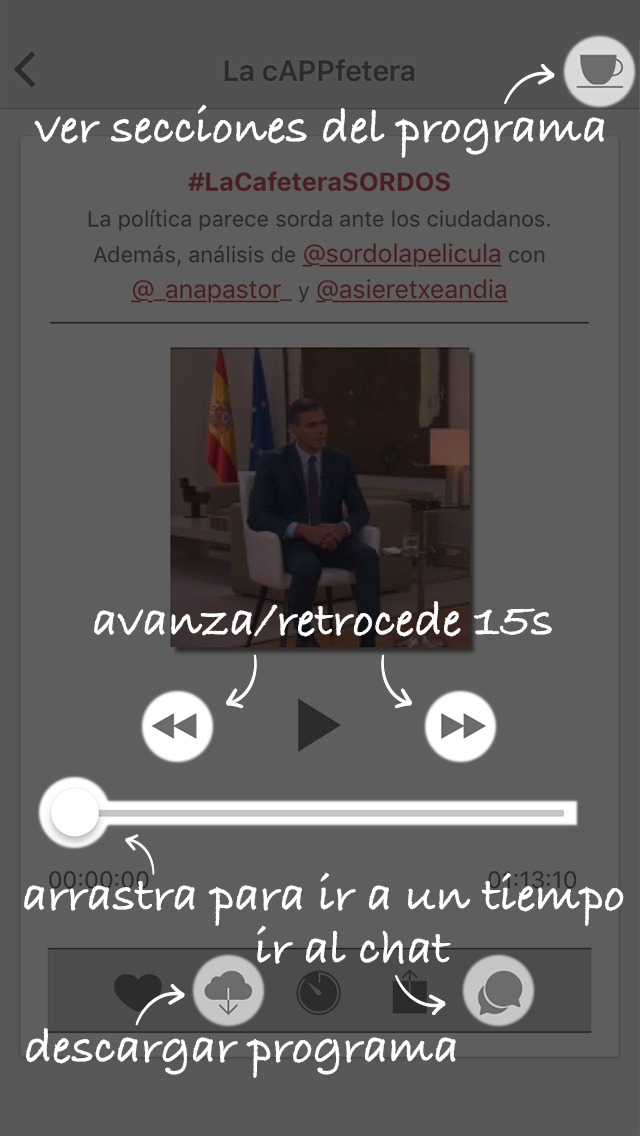 La cAPPfetera
ver secciones del programa
#LaCafeteraSORDOS
La política parece sorda ante los ciudadanos.
Además, análisis de @sordolapelicula con
@_anapastor_ y @asieretxeandia
avanza/retrocede 15s
00:00:00 01:13:10
arrastra para ir a un tiempo
ir al chat
descargar programa